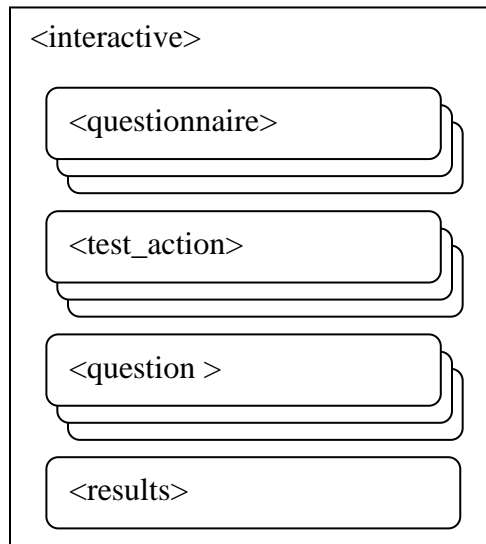 <interactive>
<questionnaire>
<test_action>
<question >
<results>